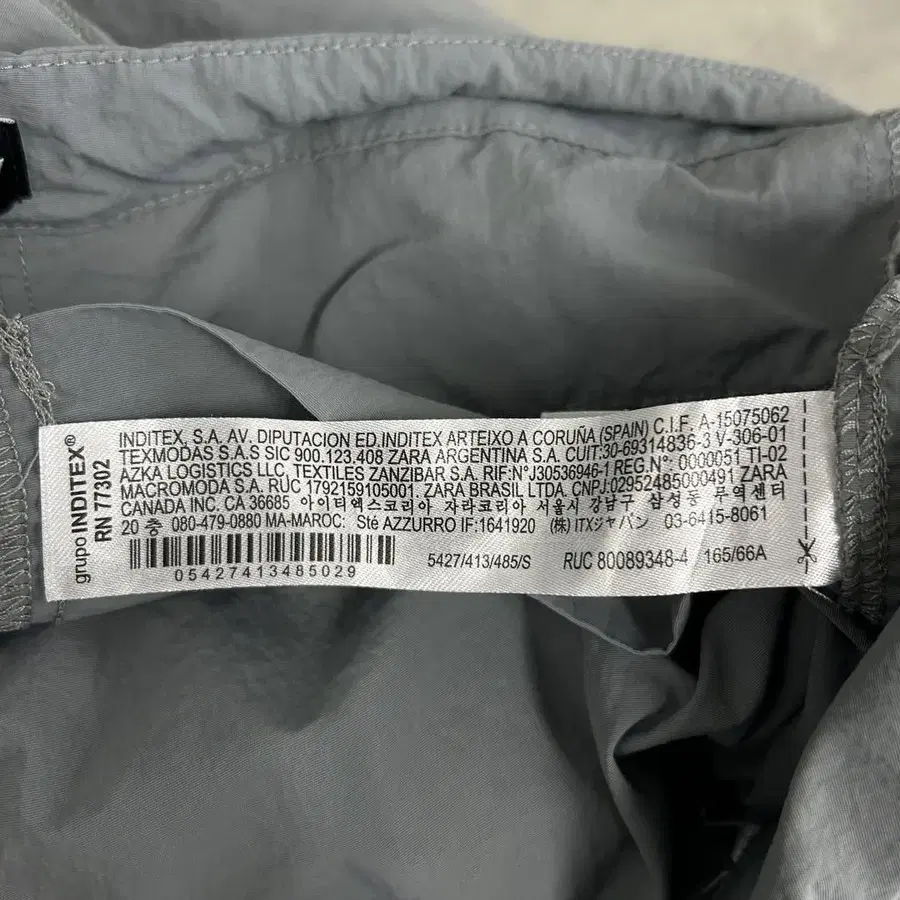 grupo INDITEX®
RN 77302
INDITEX, S.A. AV. DIPUTACION ED.INDITEX ARTEIXO A CORUÑA (SPAIN) C.I.F. A-15075062
TEXMODAS S.A.S SIC 900.123.408 ZARA ARGENTINA S.A. CUIT:30-69314836-3 V-306-01
AZKA LOGISTICS LLC, TEXTILES ZANZIBAR S.A. RIF:N°J30536946-1 REG.N°: 0000051 TI-02
MACROMODA S.A. RUC 1792159105001. ZARA BRASIL LTDA. CNPJ:02952485000491 ZARA
CANADA INC. CA 36685 아이티엑스코리아 자라코리아 서울시 강남구 삼성동 무역센터
20 층 080-479-0880 MA-MAROC: Sté AZZURRO IF:1641920 (株) ITXジャパン 03-6415-8061
05427413485029
5427/413/485/S RUC 80089348-4 165/66A